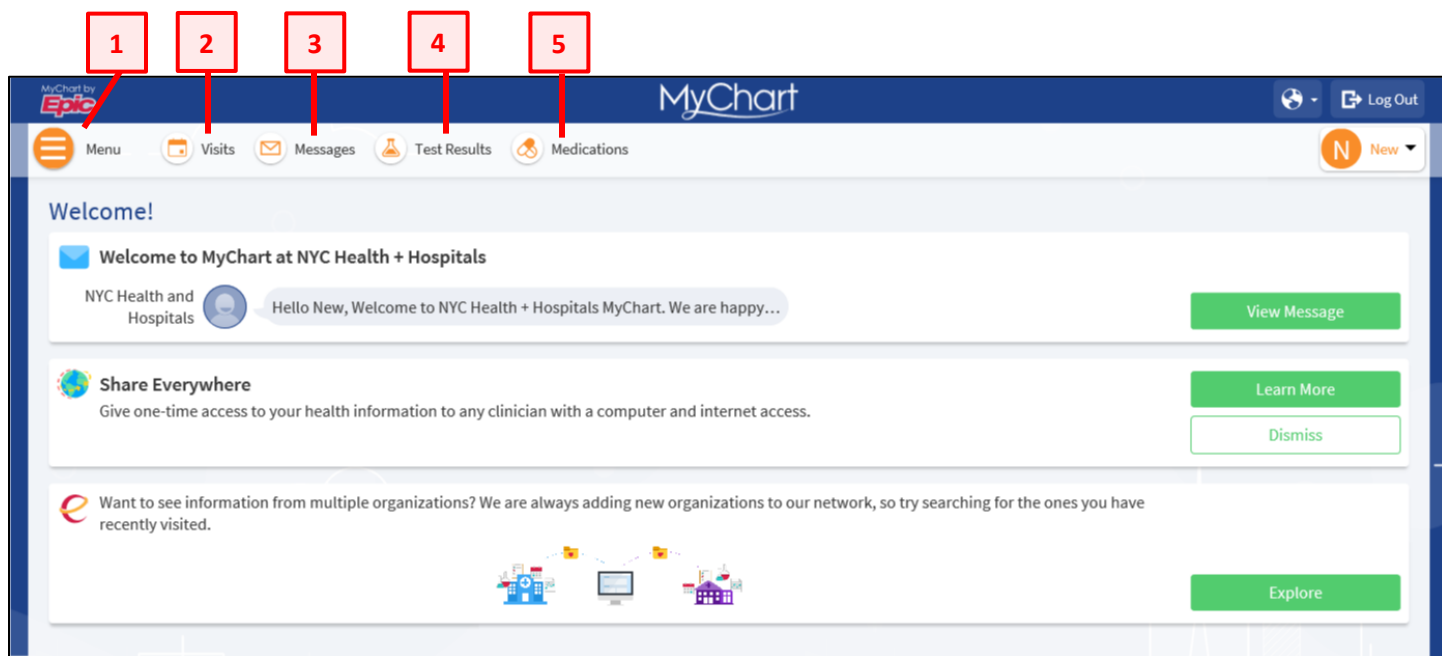 1 2 3 4 5
MyChart by
Epic
MyChart
Log Out
Menu Visits Messages Test Results Medications
N New
Welcome!
Welcome to MyChart at NYC Health + Hospitals
NYC Health and
Hospitals
Hello New, Welcome to NYC Health + Hospitals MyChart. We are happy...
View Message
Share Everywhere
Give one-time access to your health information to any clinician with a computer and internet access.
Learn More
Dismiss
Want to see information from multiple organizations? We are always adding new organizations to our network, so try searching for the ones you have
recently visited.
Explore